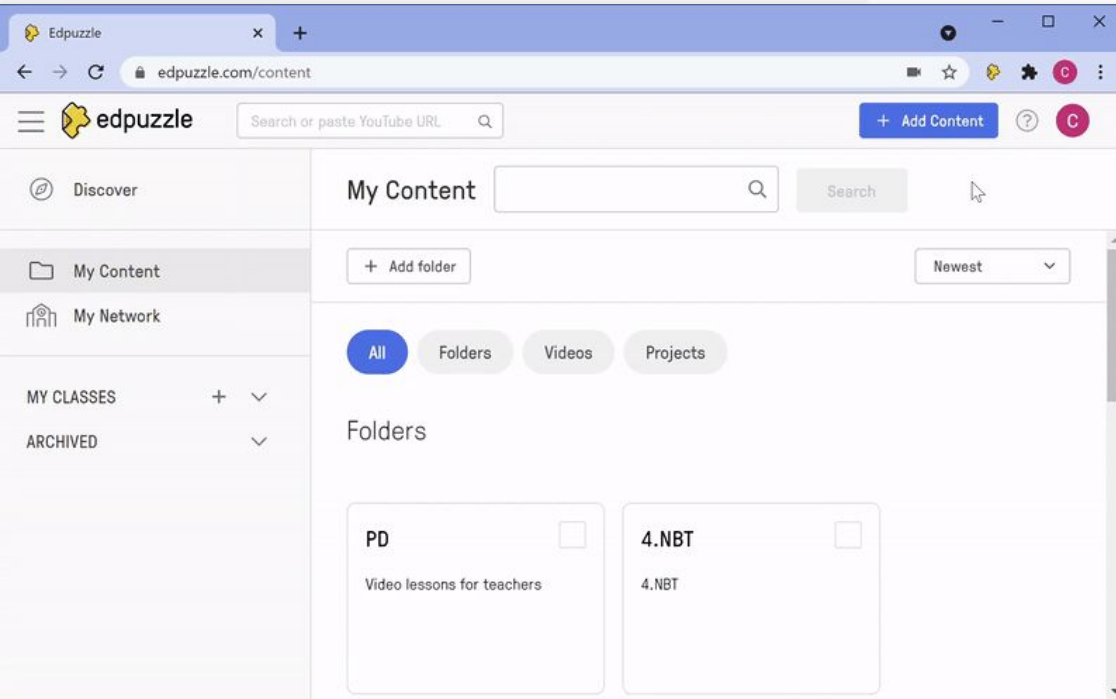 Edpuzzle
edpuzzle.com/content
C
edpuzzle
Search or paste YouTube URL
+ Add Content
?
C
Discover
My Content
Search
My Content
+ Add folder
Newest
My Network
All
Folders
Videos
Projects
MY CLASSES
ARCHIVED
Folders
PD
4.NBT
Video lessons for teachers
4.NBT